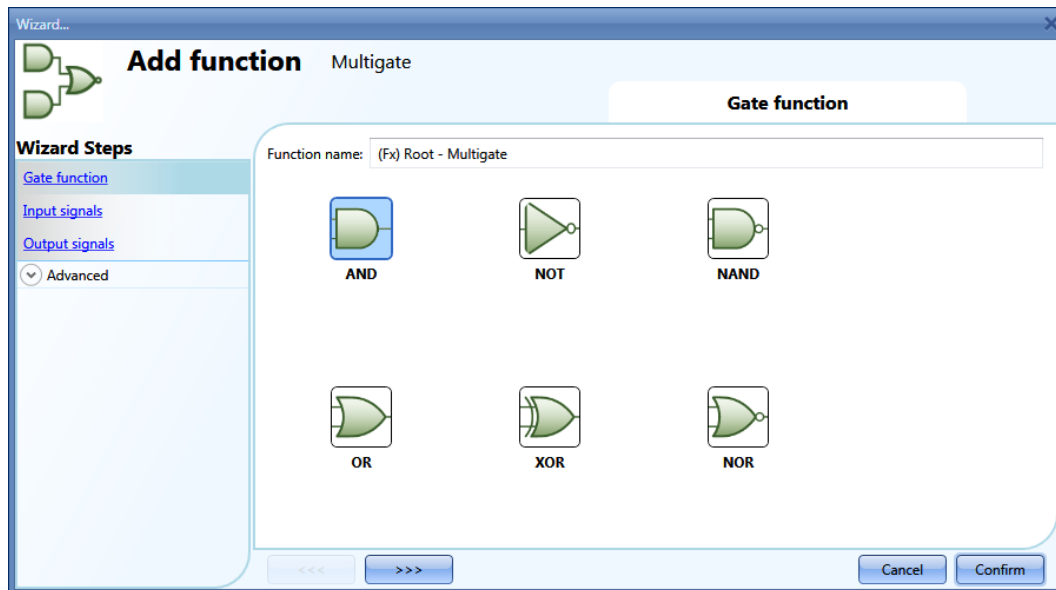 Wizard...
Add function Multigate
Gate function
Wizard Steps
Gate function
Input signals
Output signals
Advanced
Function name: (Fx) Root - Multigate
AND NOT NAND
OR XOR NOR
<<< >>> Cancel Confirm